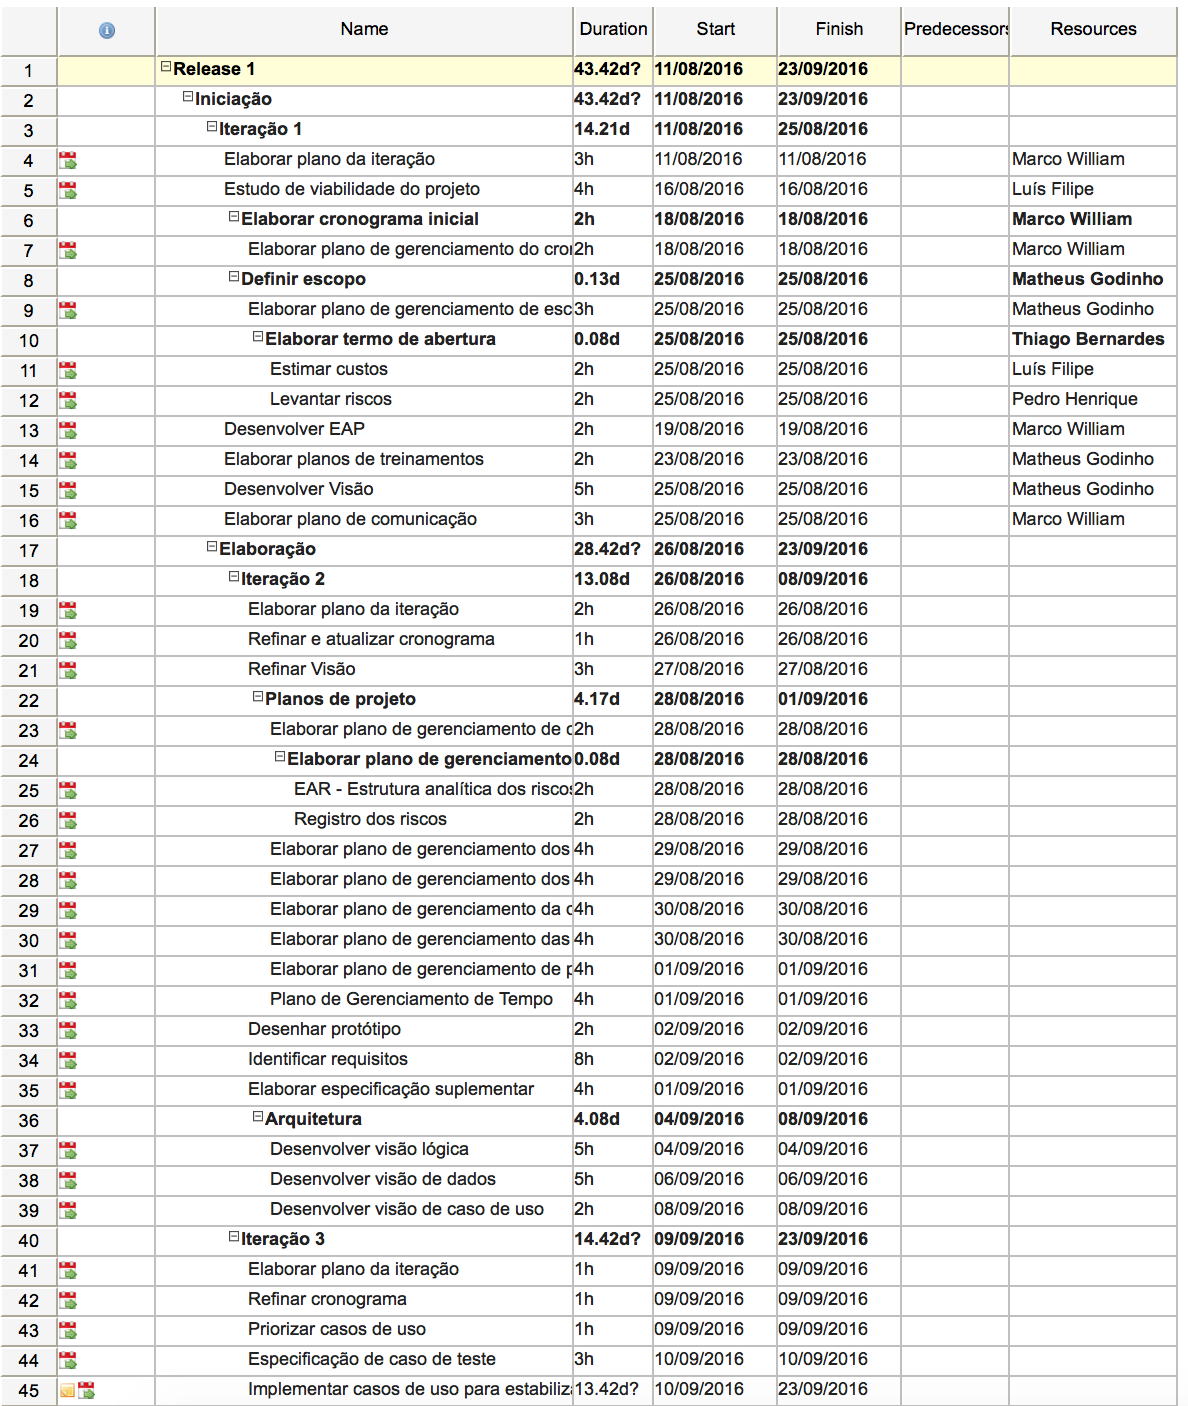 Name Duration Start Finish Predecessors Resources
1 Release 1 43.42d? 11/08/2016 23/09/2016
2 Iniciação 43.42d? 11/08/2016 23/09/2016
3 Iteração 1 14.21d 11/08/2016 25/08/2016
4 Elaborar plano da iteração 3h 11/08/2016 11/08/2016 Marco William
5 Estudo de viabilidade do projeto 4h 16/08/2016 16/08/2016 Luís Filipe
6 Elaborar cronograma inicial 2h 18/08/2016 18/08/2016 Marco William
7 Elaborar plano de gerenciamento do cror 2h 18/08/2016 18/08/2016 Marco William
8 Definir escopo 0.13d 25/08/2016 25/08/2016 Matheus Godinho
9 Elaborar plano de gerenciamento de esc 3h 25/08/2016 25/08/2016 Matheus Godinho
10 Elaborar termo de abertura 0.08d 25/08/2016 25/08/2016 Thiago Bernardes
11 Estimar custos 2h 25/08/2016 25/08/2016 Luís Filipe
12 Levantar riscos 2h 25/08/2016 25/08/2016 Pedro Henrique
13 Desenvolver EAP 2h 19/08/2016 19/08/2016 Marco William
14 Elaborar planos de treinamentos 2h 23/08/2016 23/08/2016 Matheus Godinho
15 Desenvolver Visão 5h 25/08/2016 25/08/2016 Matheus Godinho
16 Elaborar plano de comunicação 3h 25/08/2016 25/08/2016 Marco William
17 Elaboração 28.42d? 26/08/2016 23/09/2016
18 Iteração 2 13.08d 26/08/2016 08/09/2016
19 Elaborar plano da iteração 2h 26/08/2016 26/08/2016
20 Refinar e atualizar cronograma 1h 26/08/2016 26/08/2016
21 Refinar Visão 3h 27/08/2016 27/08/2016
22 Planos de projeto 4.17d 28/08/2016 01/09/2016
23 Elaborar plano de gerenciamento de c 2h 28/08/2016 28/08/2016
24 Elaborar plano de gerenciamento 0.08d 28/08/2016 28/08/2016
25 EAR - Estrutura analítica dos riscos 2h 28/08/2016 28/08/2016
26 Registro dos riscos 2h 28/08/2016 28/08/2016
27 Elaborar plano de gerenciamento dos 4h 29/08/2016 29/08/2016
28 Elaborar plano de gerenciamento dos 4h 29/08/2016 29/08/2016
29 Elaborar plano de gerenciamento da c 4h 30/08/2016 30/08/2016
30 Elaborar plano de gerenciamento das 4h 30/08/2016 30/08/2016
31 Elaborar plano de gerenciamento de p 4h 01/09/2016 01/09/2016
32 Plano de Gerenciamento de Tempo 4h 01/09/2016 01/09/2016
33 Desenhar protótipo 2h 02/09/2016 02/09/2016
34 Identificar requisitos 8h 02/09/2016 02/09/2016
35 Elaborar especificação suplementar 4h 01/09/2016 01/09/2016
36 Arquitetura 4.08d 04/09/2016 08/09/2016
37 Desenvolver visão lógica 5h 04/09/2016 04/09/2016
38 Desenvolver visão de dados 5h 06/09/2016 06/09/2016
39 Desenvolver visão de caso de uso 2h 08/09/2016 08/09/2016
40 Iteração 3 14.42d? 09/09/2016 23/09/2016
41 Elaborar plano da iteração 1h 09/09/2016 09/09/2016
42 Refinar cronograma 1h 09/09/2016 09/09/2016
43 Priorizar casos de uso 1h 09/09/2016 09/09/2016
44 Especificação de caso de teste 3h 10/09/2016 10/09/2016
45 Implementar casos de uso para estabiliza 13.42d? 10/09/2016 23/09/2016